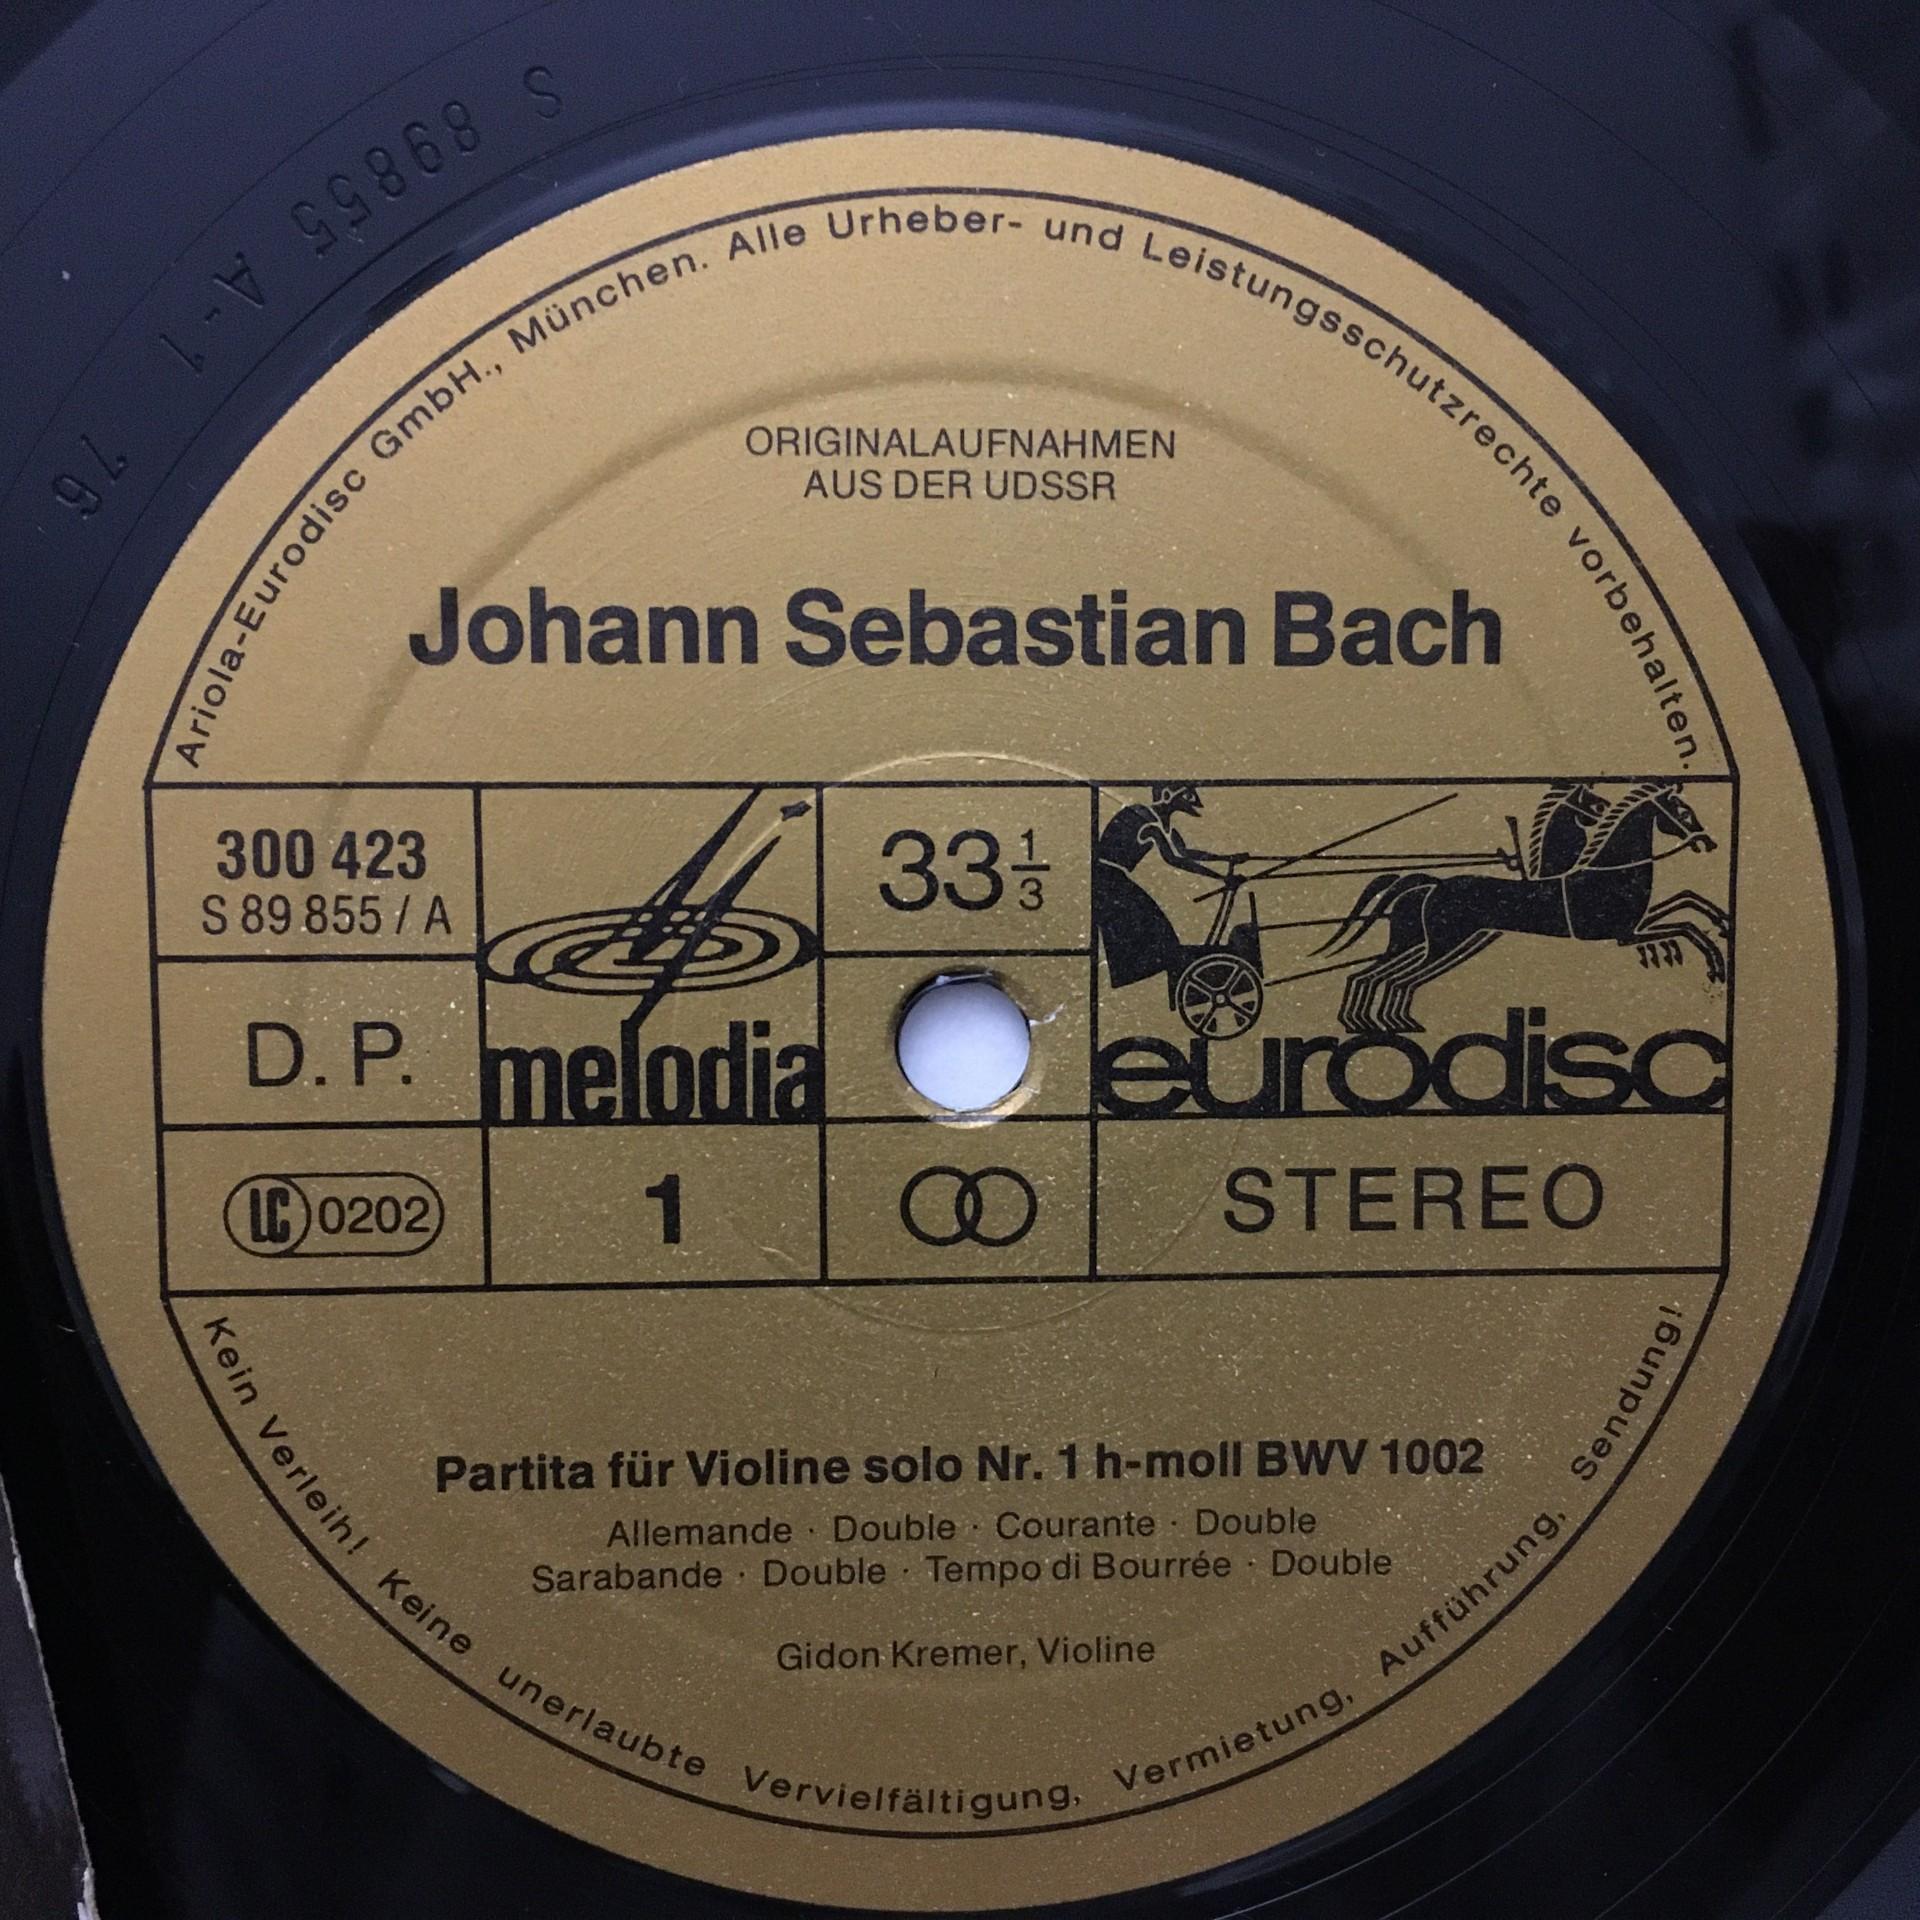 S 89855 A-1 76
Ariola-Eurodisc GmbH., München. Alle Urheber- und Leistungsschutzrechte vorbehalten.
ORIGINALAUFNAHMEN
AUS DER UDSSR
Johann Sebastian Bach
300 423
S 89 855 / A
D. P.
LC 0202
melodia
1
33 1/3
eurodisc
STEREO
Partita für Violine solo Nr. 1 h-moll BWV 1002
Allemande · Double · Courante · Double
Sarabande · Double · Tempo di Bourrée · Double
Gidon Kremer, Violine
Kein Verleih! Keine unerlaubte Vervielfältigung, Vermietung, Aufführung, Sendung!